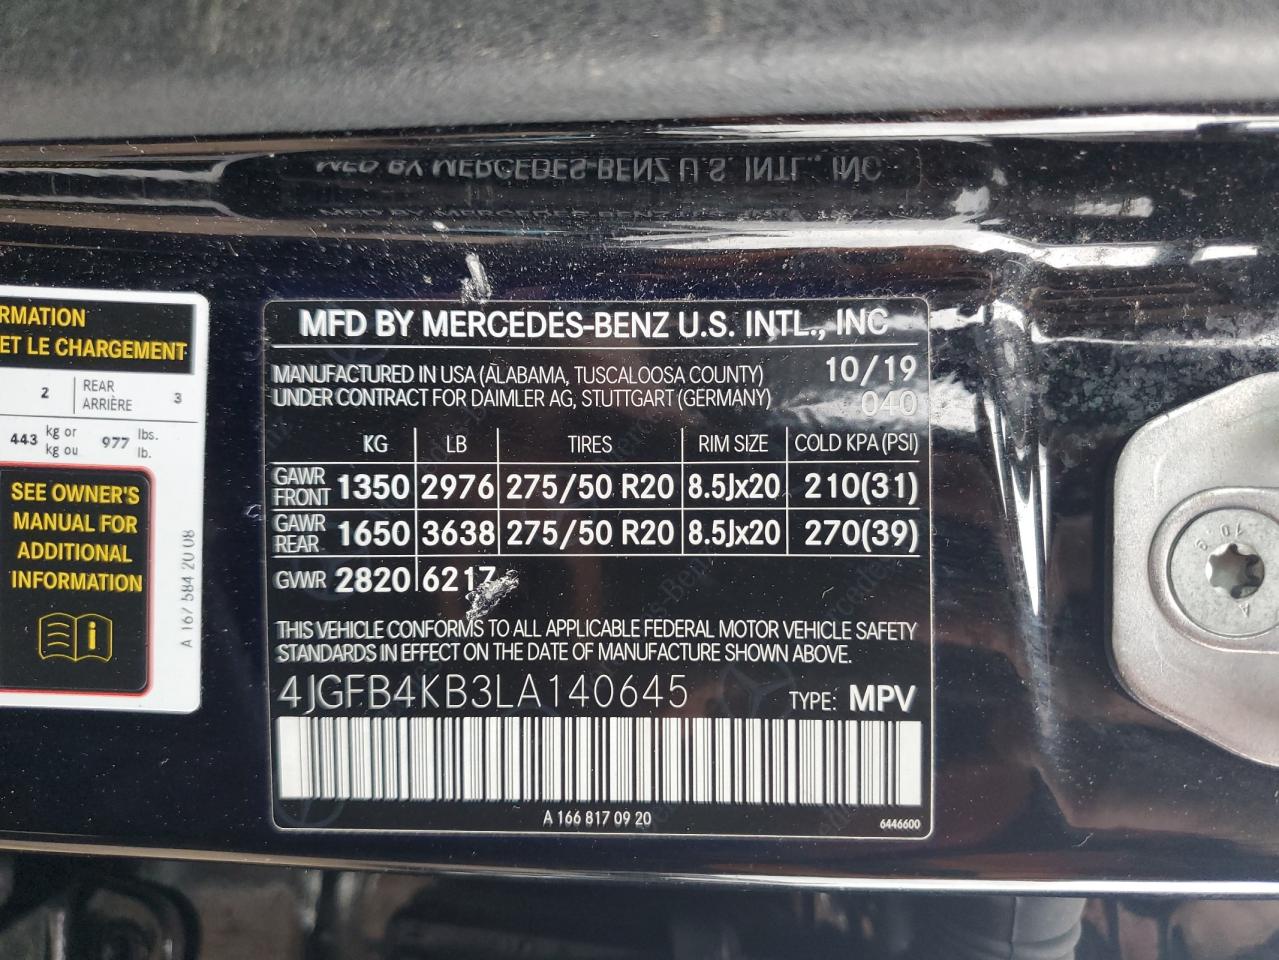 MFD BY MERCEDES-BENZ U.S. INTL., INC
RMATION
ET LE CHARGEMENT
2 REAR ARRIÈRE 3
443 kg or kg ou 977 lbs. lb.
SEE OWNER'S
MANUAL FOR
ADDITIONAL
INFORMATION
i
A 167 584 20 08
MFD BY MERCEDES-BENZ U.S. INTL., INC
MANUFACTURED IN USA (ALABAMA, TUSCALOOSA COUNTY) 10/19
UNDER CONTRACT FOR DAIMLER AG, STUTTGART (GERMANY) 040
KG LB TIRES RIM SIZE COLD KPA (PSI)
GAWR FRONT 1350 2976 275/50 R20 8.5Jx20 210(31)
GAWR REAR 1650 3638 275/50 R20 8.5Jx20 270(39)
GVWR 2820 6217
THIS VEHICLE CONFORMS TO ALL APPLICABLE FEDERAL MOTOR VEHICLE SAFETY
STANDARDS IN EFFECT ON THE DATE OF MANUFACTURE SHOWN ABOVE.
4JGFB4KB3LA140645 TYPE: MPV
A 166 817 09 20 6446600